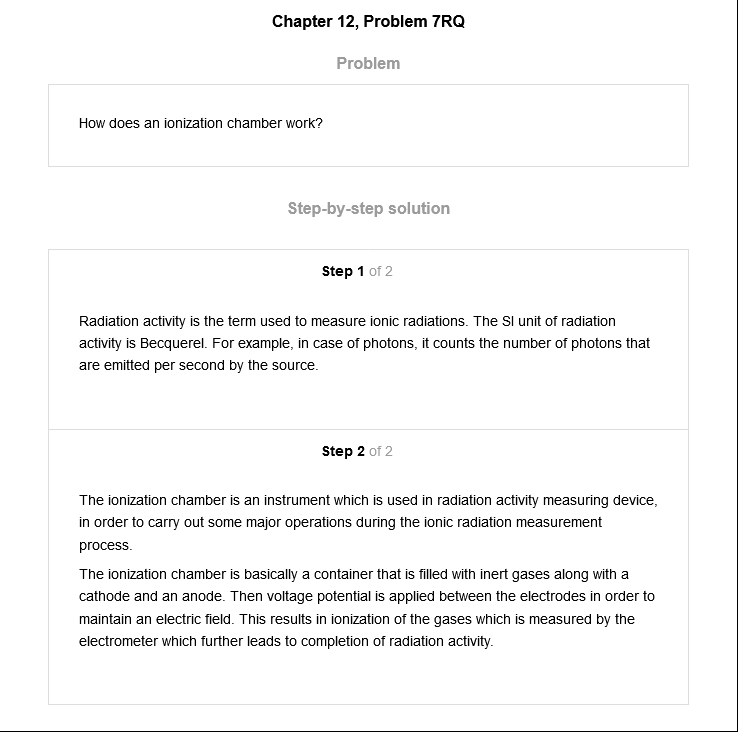 Chapter 12, Problem 7RQ
Problem
How does an ionization chamber work?
Step-by-step solution
Step 1 of 2
Radiation activity is the term used to measure ionic radiations. The SI unit of radiation
activity is Becquerel. For example, in case of photons, it counts the number of photons that
are emitted per second by the source.
Step 2 of 2
The ionization chamber is an instrument which is used in radiation activity measuring device,
in order to carry out some major operations during the ionic radiation measurement
process.
The ionization chamber is basically a container that is filled with inert gases along with a
cathode and an anode. Then voltage potential is applied between the electrodes in order to
maintain an electric field. This results in ionization of the gases which is measured by the
electrometer which further leads to completion of radiation activity.